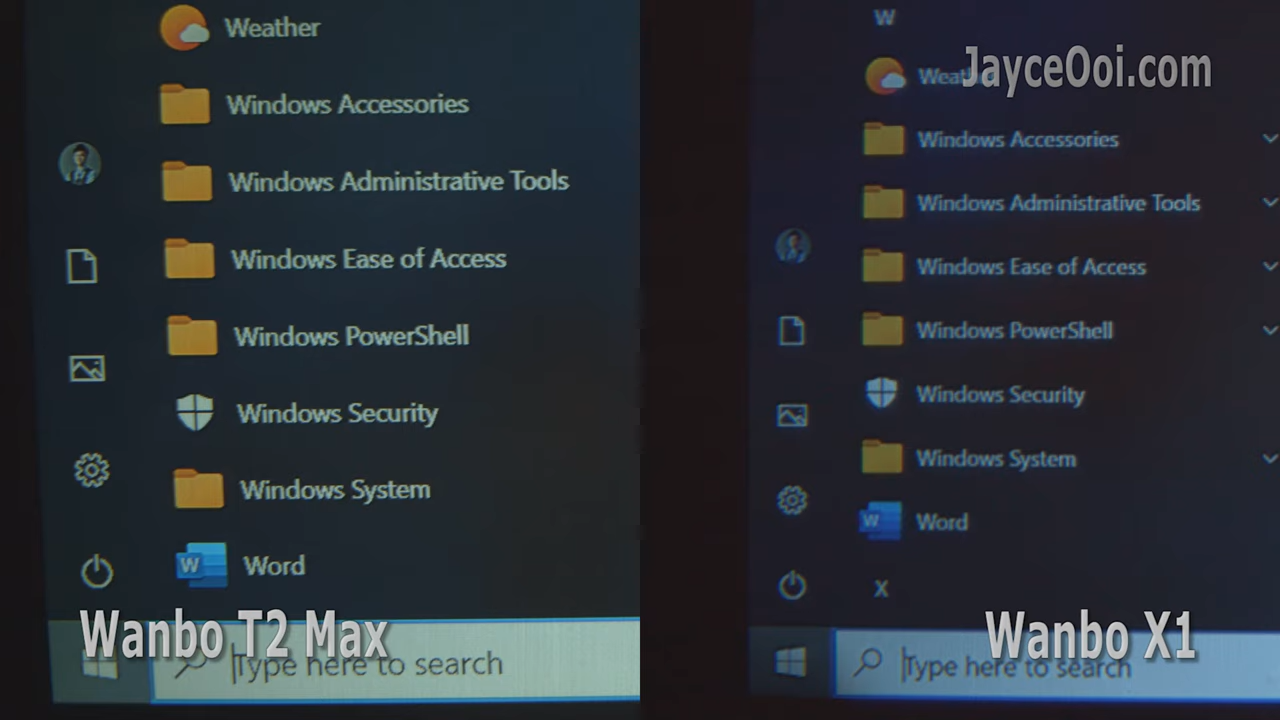 Weather
Windows Accessories
Windows Administrative Tools
Windows Ease of Access
Windows PowerShell
Windows Security
Windows System
W
Word
Wanbo T2 Max
Type here to search
W
JayceOoi.com
Weath
Windows Accessories
Windows Administrative Tools
Windows Ease of Access
Windows PowerShell
Windows Security
Windows System
W
Word
X
Wanbo X1
Type here to search